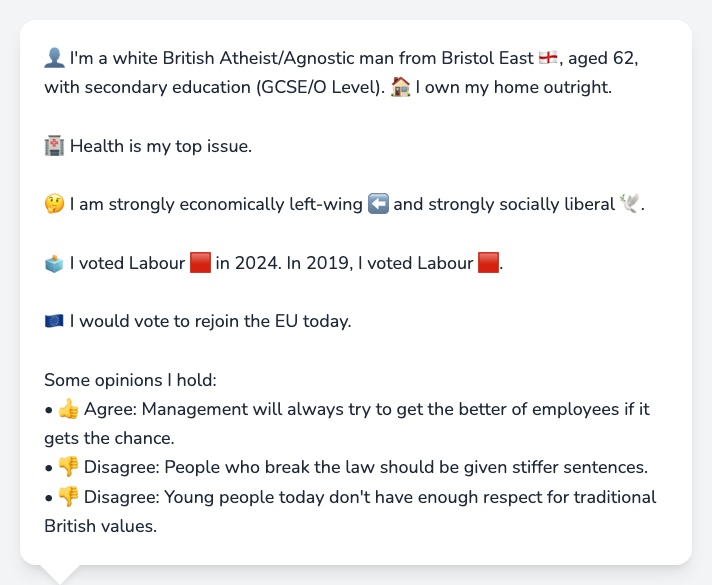 👤 I'm a white British Atheist/Agnostic man from Bristol East 🏴󠁧󠁢󠁥󠁮󠁧󠁿, aged 62,
with secondary education (GCSE/O Level). 🏠 I own my home outright.
🏥 Health is my top issue.
🤔 I am strongly economically left-wing ⬅️ and strongly socially liberal 🕊️.
🗳️ I voted Labour 🟥 in 2024. In 2019, I voted Labour 🟥.
🇪🇺 I would vote to rejoin the EU today.
Some opinions I hold:
• 👍 Agree: Management will always try to get the better of employees if it
gets the chance.
• 👎 Disagree: People who break the law should be given stiffer sentences.
• 👎 Disagree: Young people today don't have enough respect for traditional
British values.